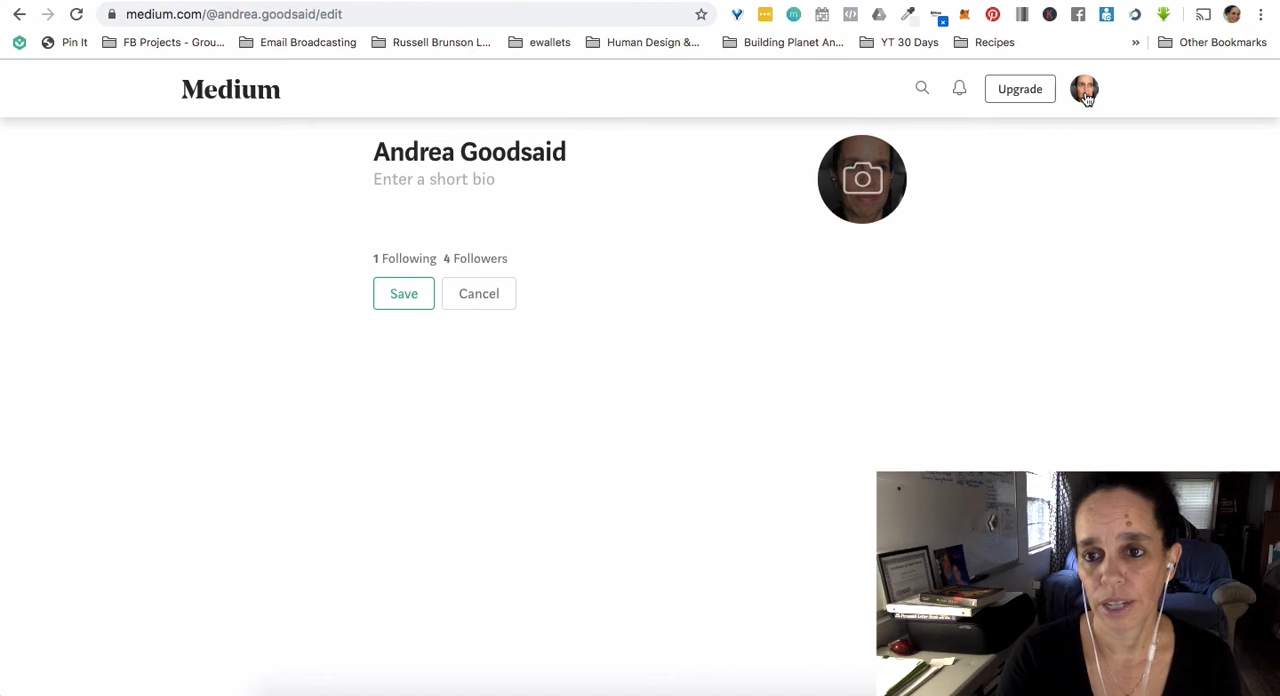 medium.com/@andrea.goodsaid/edit
Pin It FB Projects - Grou... Email Broadcasting Russell Brunson L... ewallets Human Design &... Building Planet An... YT 30 Days Recipes » Other Bookmarks
Medium
Upgrade
Andrea Goodsaid
Enter a short bio
1 Following 4 Followers
Save Cancel